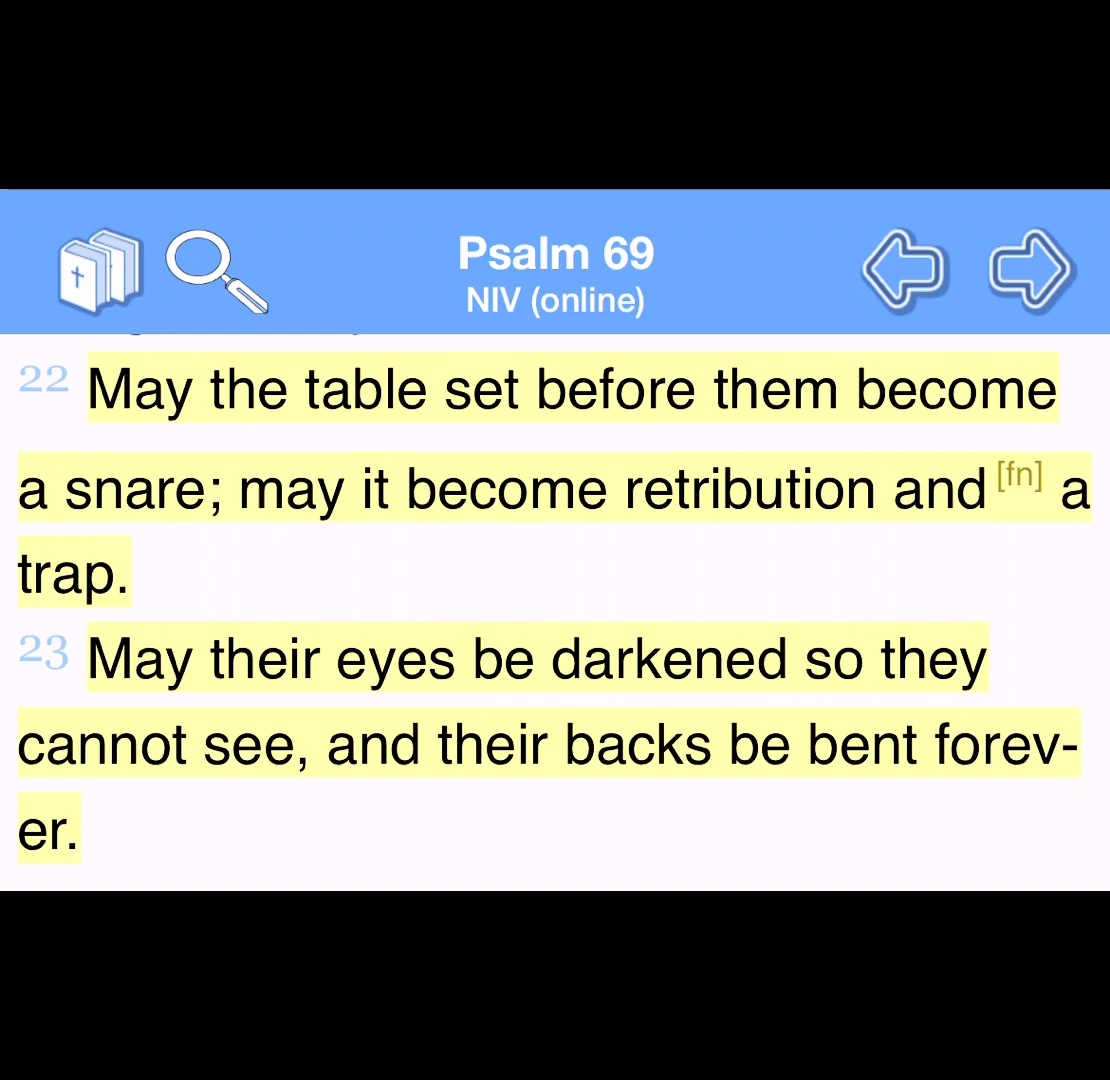 Psalm 69
NIV (online)
22 May the table set before them become
a snare; may it become retribution and[fn] a
trap.
23 May their eyes be darkened so they
cannot see, and their backs be bent forev-
er.